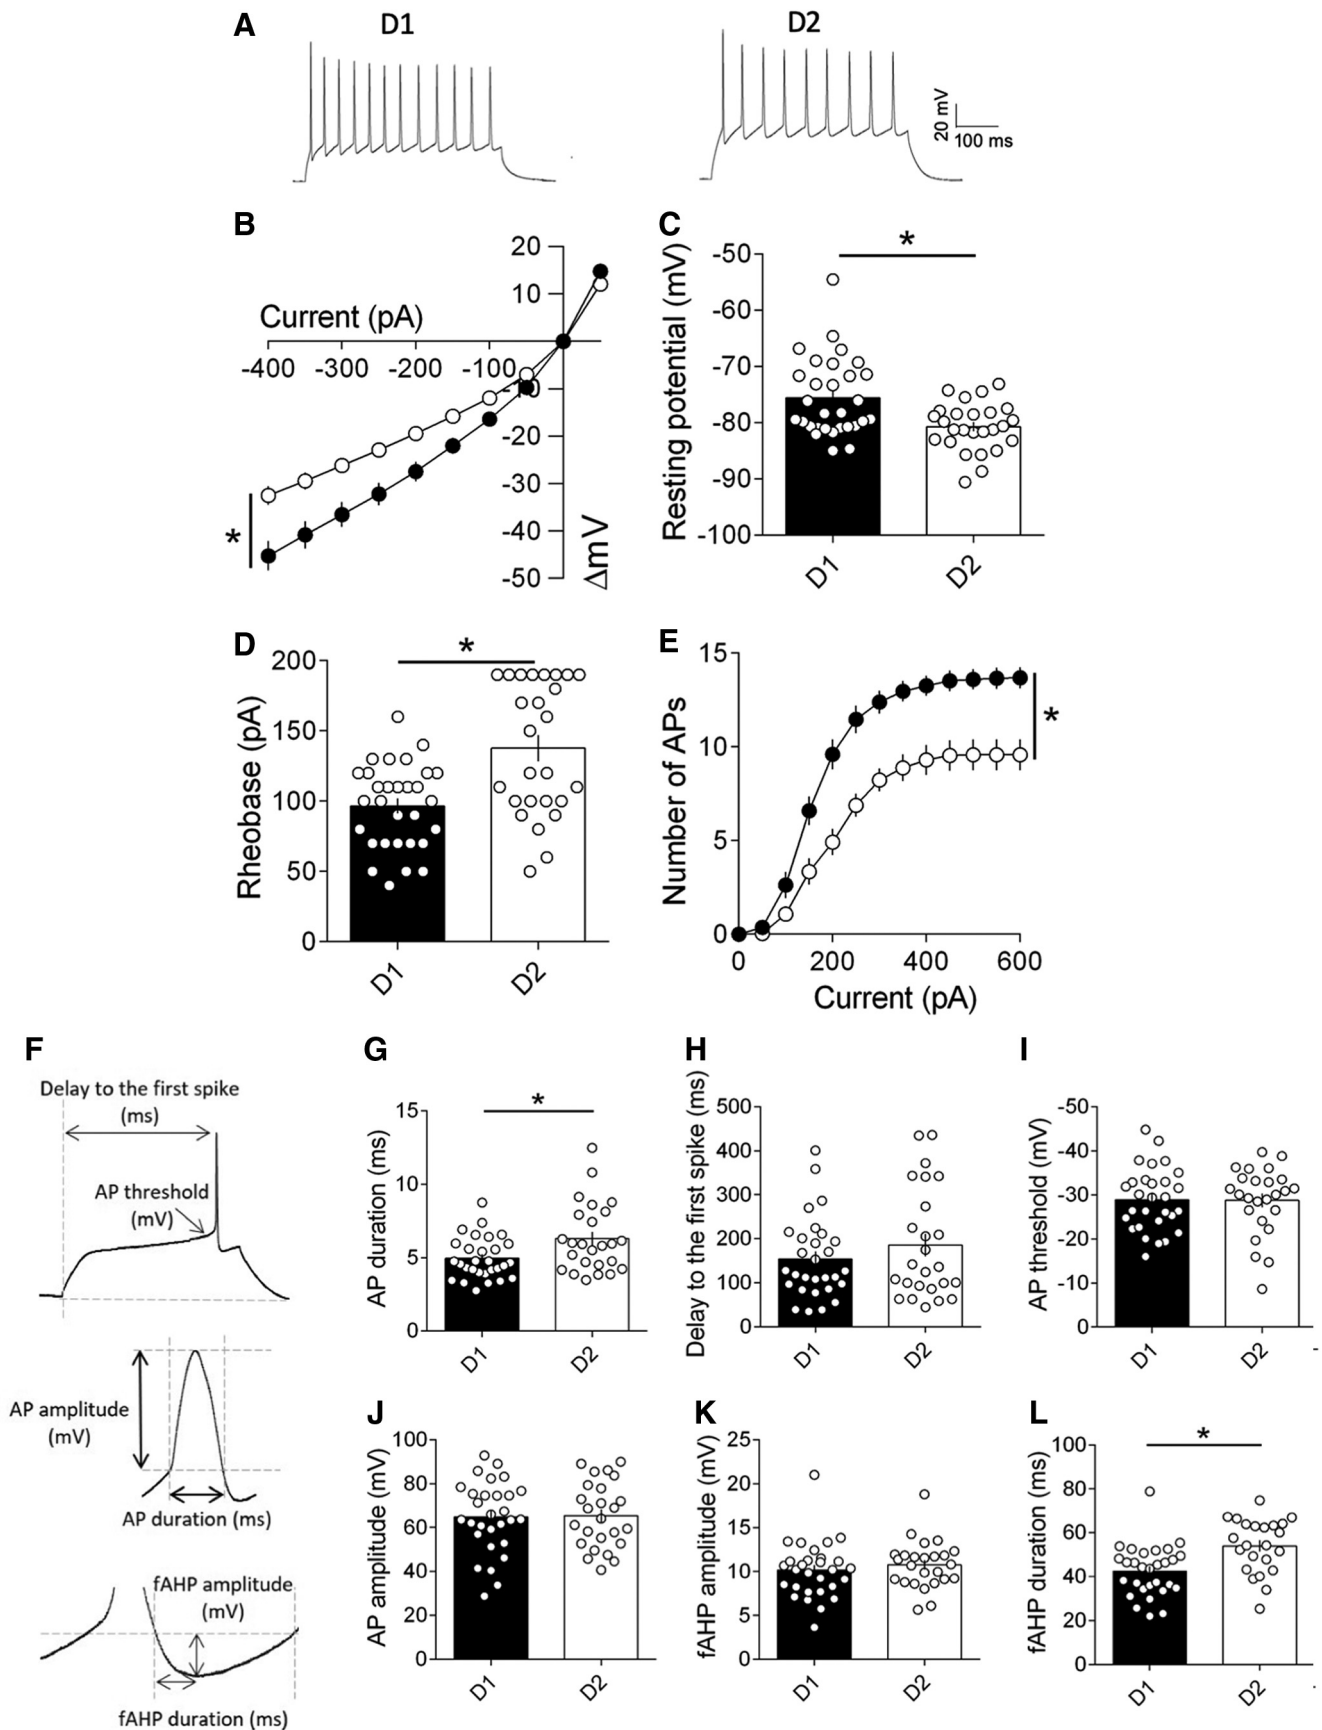 A
D1
D2
20 mV
100 ms
B
20
10
Current (pA)
-400
-300
-200
-100
-10
-20
-30
-40
-50
ΔmV
*
C
*
Resting potential (mV)
-50
-60
-70
-80
-90
-100
D1
D2
D
*
Rheobase (pA)
200
150
100
50
0
D1
D2
E
Number of APs
15
10
5
0
0
200
400
600
Current (pA)
*
F
Delay to the first spike
(ms)
AP threshold
(mV)
AP amplitude
(mV)
AP duration (ms)
fAHP amplitude
(mV)
fAHP duration (ms)
G
*
AP duration (ms)
15
10
5
0
D1
D2
H
Delay to the first spike (ms)
500
400
300
200
100
0
D1
D2
I
AP threshold (mV)
-50
-40
-30
-20
-10
0
D1
D2
J
AP amplitude (mV)
100
80
60
40
20
0
D1
D2
K
fAHP amplitude (mV)
25
20
15
10
5
0
D1
D2
L
*
fAHP duration (ms)
100
80
60
40
20
0
D1
D2